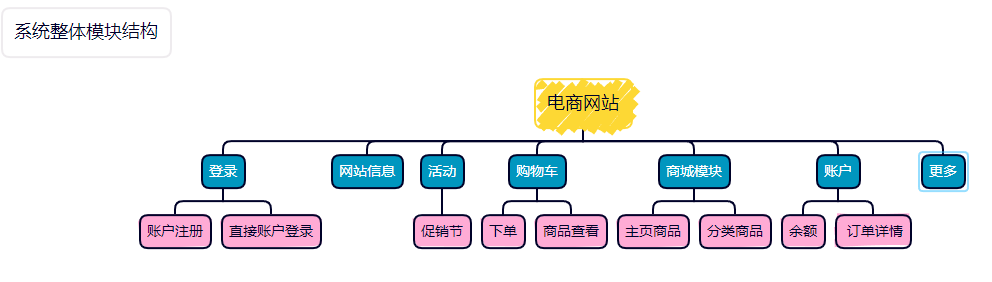 系统整体模块结构
电商网站
登录
网站信息
活动
购物车
商城模块
账户
更多
账户注册
直接账户登录
促销节
下单
商品查看
主页商品
分类商品
余额
订单详情